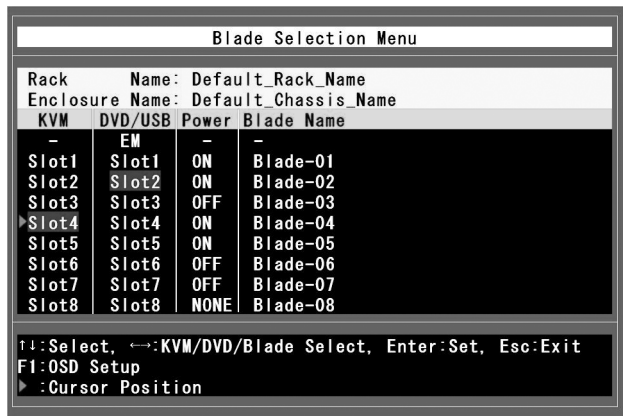 Blade Selection Menu
Rack Name: Default_Rack_Name
Enclosure Name: Default_Chassis_Name
KVM DVD/USB Power Blade Name
- EM - -
Slot1 Slot1 ON Blade-01
Slot2 Slot2 ON Blade-02
Slot3 Slot3 OFF Blade-03
▶Slot4 Slot4 ON Blade-04
Slot5 Slot5 ON Blade-05
Slot6 Slot6 OFF Blade-06
Slot7 Slot7 OFF Blade-07
Slot8 Slot8 NONE Blade-08
↑↓:Select, ←→:KVM/DVD/Blade Select, Enter:Set, Esc:Exit
F1:OSD Setup
▶ :Cursor Position